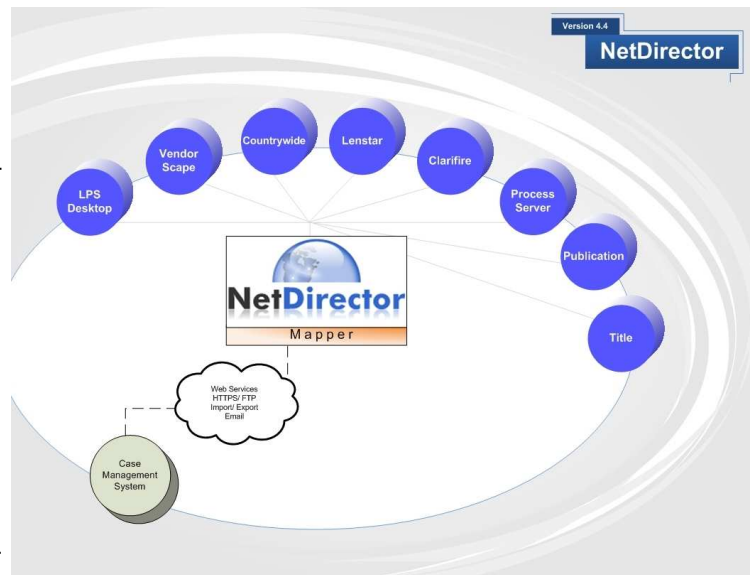 Version 4.4
NetDirector
Countrywide
Lenstar
Vendor
Scape
Clarifire
LPS
Desktop
Process
Server
Publication
NetDirector
Mapper
Title
Web Services
HTTPS/ FTP
Import/ Export
Email
Case
Management
System